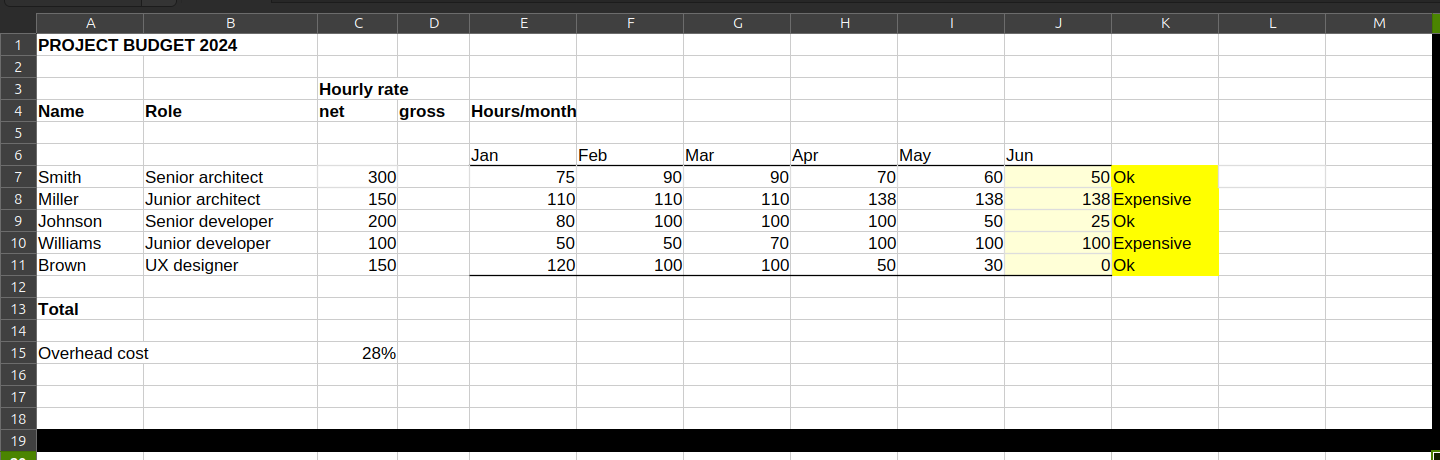 A B C D E F G H I J K L M
1 PROJECT BUDGET 2024
2
3 Hourly rate
4 Name Role net gross Hours/month
5
6 Jan Feb Mar Apr May Jun
7 Smith Senior architect 300 75 90 90 70 60 50 Ok
8 Miller Junior architect 150 110 110 110 138 138 138 Expensive
9 Johnson Senior developer 200 80 100 100 100 50 25 Ok
10 Williams Junior developer 100 50 50 70 100 100 100 Expensive
11 Brown UX designer 150 120 100 100 50 30 0 Ok
12
13 Total
14
15 Overhead cost 28%
16
17
18
19